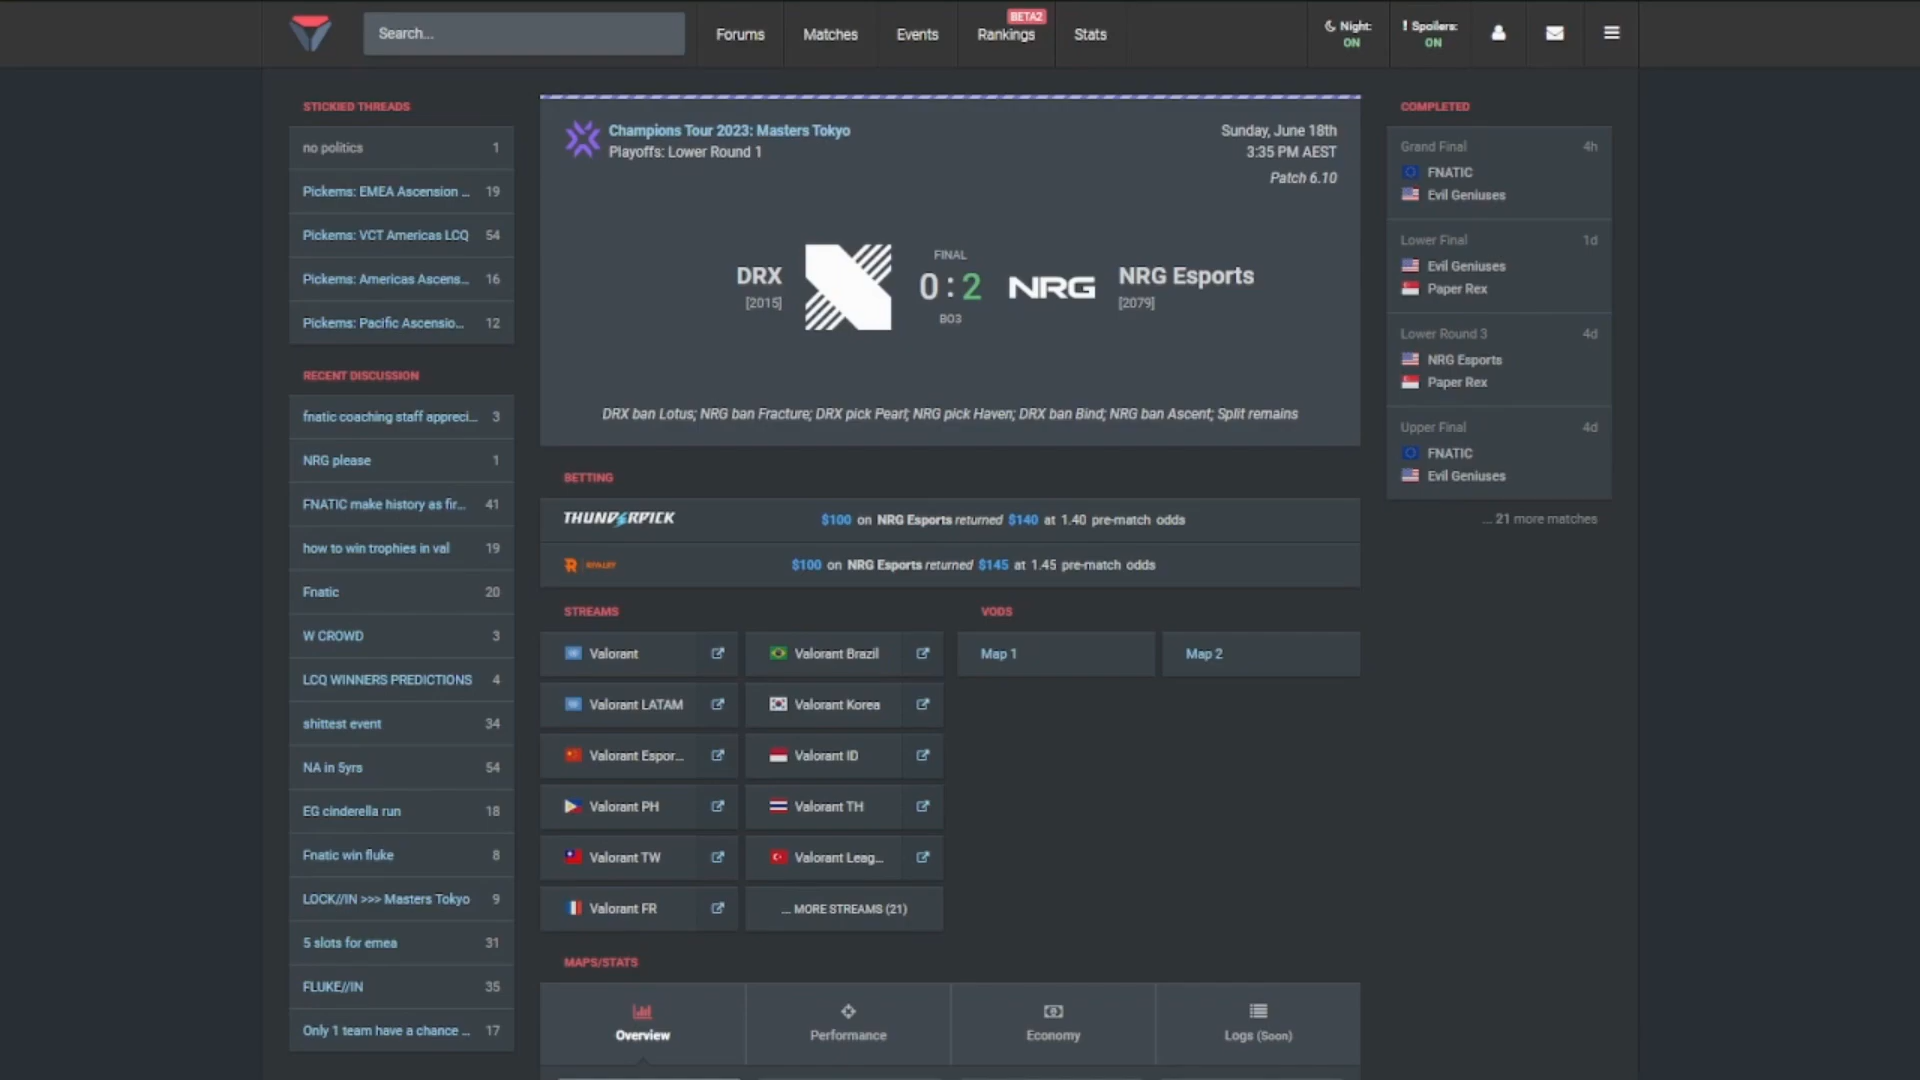 Search...
Forums
Matches
Events
BETA2
Rankings
Stats
Night:
ON
! Spoilers:
ON
STICKIED THREADS
no politics 1
Pickems: EMEA Ascension ... 19
Pickems: VCT Americas LCQ 54
Pickems: Americas Ascens... 16
Pickems: Pacific Ascensio... 12
RECENT DISCUSSION
fnatic coaching staff appreci... 3
NRG please 1
FNATIC make history as fir... 41
how to win trophies in val 19
Fnatic 20
W CROWD 3
LCQ WINNERS PREDICTIONS 4
shittest event 34
NA in 5yrs 54
EG cinderella run 18
Fnatic win fluke 8
LOCK//IN >>> Masters Tokyo 9
5 slots for emea 31
FLUKE//IN 35
Only 1 team have a chance ... 17
Champions Tour 2023: Masters Tokyo
Playoffs: Lower Round 1
Sunday, June 18th
3:35 PM AEST
Patch 6.10
DRX
[2015]
FINAL
0 : 2
BO3
NRG
NRG Esports
[2079]
DRX ban Lotus; NRG ban Fracture; DRX pick Pearl; NRG pick Haven; DRX ban Bind; NRG ban Ascent; Split remains
BETTING
THUNDERPICK $100 on NRG Esports returned $140 at 1.40 pre-match odds
RIVALRY $100 on NRG Esports returned $145 at 1.45 pre-match odds
STREAMS
Valorant
Valorant Brazil
Valorant LATAM
Valorant Korea
Valorant Espor...
Valorant ID
Valorant PH
Valorant TH
Valorant TW
Valorant Leag...
Valorant FR
... MORE STREAMS (21)
VODS
Map 1
Map 2
MAPS/STATS
Overview
Performance
Economy
Logs (Soon)
COMPLETED
Grand Final 4h
FNATIC
Evil Geniuses
Lower Final 1d
Evil Geniuses
Paper Rex
Lower Round 3 4d
NRG Esports
Paper Rex
Upper Final 4d
FNATIC
Evil Geniuses
... 21 more matches